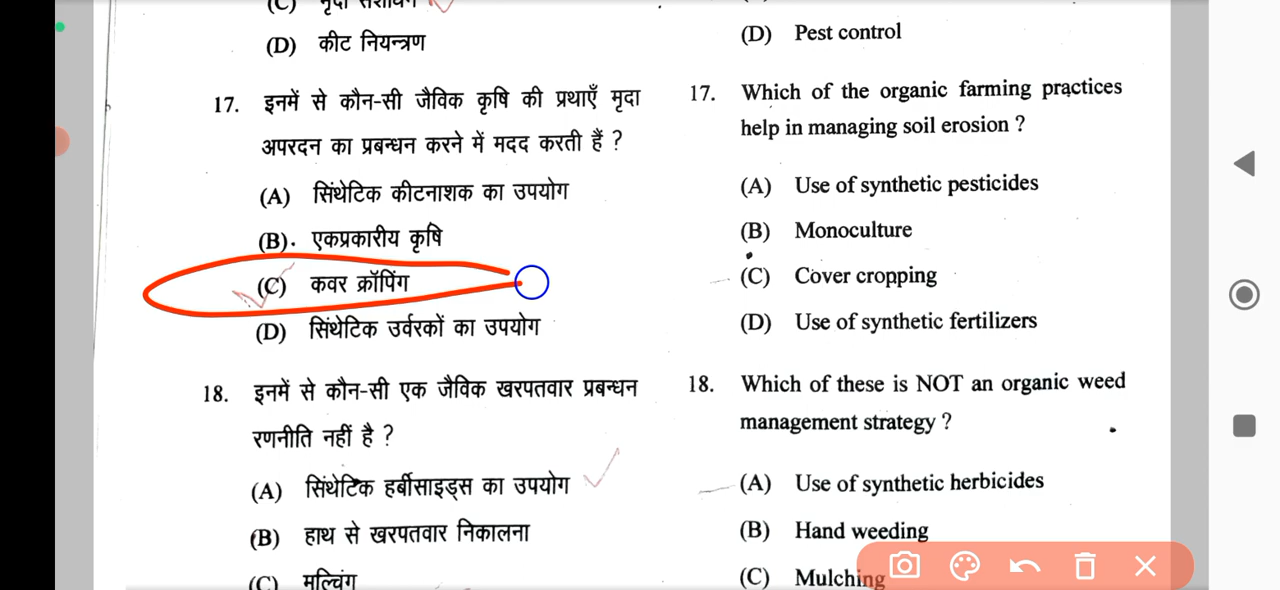 (D) कीट नियन्त्रण
17. इनमें से कौन-सी जैविक कृषि की प्रथाएँ मृदा
अपरदन का प्रबन्धन करने में मदद करती हैं ?
(A) सिंथेटिक कीटनाशक का उपयोग
(B). एकप्रकारीय कृषि
(C) कवर क्रॉपिंग
(D) सिंथेटिक उर्वरकों का उपयोग
18. इनमें से कौन-सी एक जैविक खरपतवार प्रबन्धन
रणनीति नहीं है ?
(A) सिंथेटिक हर्बीसाइड्स का उपयोग
(B) हाथ से खरपतवार निकालना
(C) मल्चिंग
(D) Pest control
17. Which of the organic farming practices
help in managing soil erosion ?
(A) Use of synthetic pesticides
(B) Monoculture
(C) Cover cropping
(D) Use of synthetic fertilizers
18. Which of these is NOT an organic weed
management strategy ?
(A) Use of synthetic herbicides
(B) Hand weeding
(C) Mulching